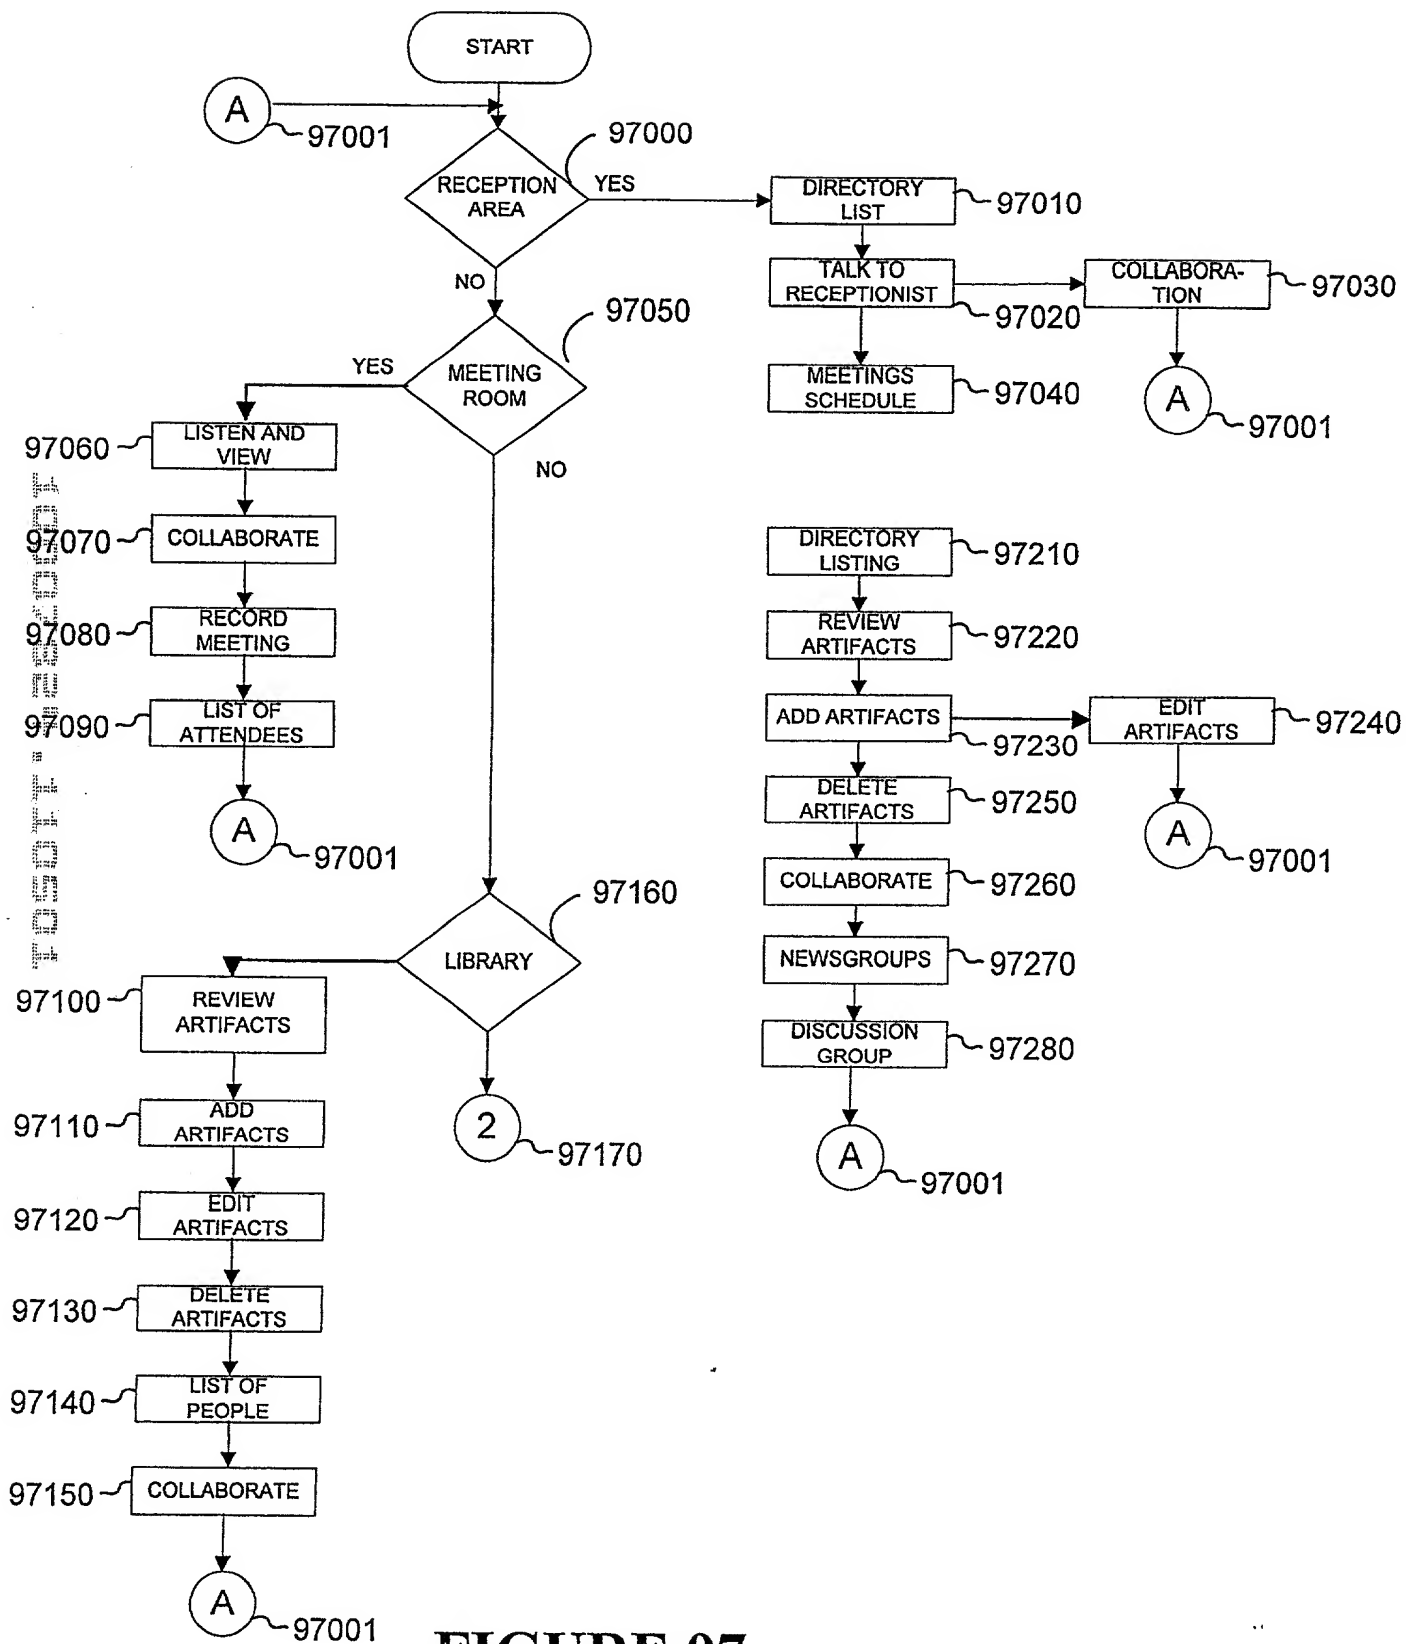 START
A
97001
97000
RECEPTION
AREA
YES
DIRECTORY
LIST
97010
NO
TALK TO
RECEPTIONIST
97020
COLLABORA-
TION
97030
97050
MEETING
ROOM
YES
MEETINGS
SCHEDULE
97040
A
97001
NO
97060
LISTEN AND
VIEW
97070
COLLABORATE
97080
RECORD
MEETING
97090
LIST OF
ATTENDEES
A
97001
DIRECTORY
LISTING
97210
REVIEW
ARTIFACTS
97220
ADD ARTIFACTS
97230
EDIT
ARTIFACTS
97240
DELETE
ARTIFACTS
97250
A
97001
COLLABORATE
97260
NEWSGROUPS
97270
DISCUSSION
GROUP
97280
A
97001
97160
LIBRARY
2
97170
97100
REVIEW
ARTIFACTS
97110
ADD
ARTIFACTS
97120
EDIT
ARTIFACTS
97130
DELETE
ARTIFACTS
97140
LIST OF
PEOPLE
97150
COLLABORATE
A
97001
FIGURE 97